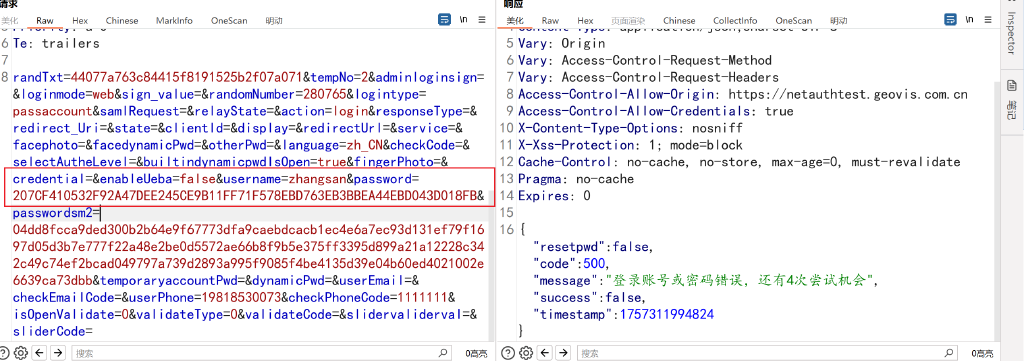 请求
美化 Raw Hex Chinese MarkInfo OneScan 明动 \n
6 Te: trailers
7
8 randTxt=44077a763c84415f8191525b2f07a071&tempNo=2&adminloginsign=
&loginmode=web&sign_value=&randomNumber=280765&logintype=
passaccount&samlRequest=&relayState=&action=login&responseType=&
redirect_Uri=&state=&clientId=&display=&redirectUrl=&service=&
facephoto=&facedynamicPwd=&otherPwd=&language=zh_CN&checkCode=&
selectAutheLevel=&builtindynamicpwdIsOpen=true&fingerPhoto=&
credential=&enableUeba=false&username=zhangsan&password=
207CF410532F92A47DEE245CE9B11FF71F578EBD763EB3BBEA44EBD043D018FB&
passwordsm2=
04dd8fcca9ded300b2b64e9f67773dfa9caebdcacb1ec4e6a7ec93d131ef79f16
97d05d3b7e777f22a48e2be0d5572ae66b8f9b5e375ff3395d899a21a12228c34
2c49c74ef2bcad049797a739d2893a995f9085f4be4135d39e04b60ed4021002e
6639ca73dbb&temporaryaccountPwd=&dynamicPwd=&userEmail=&
checkEmailCode=&userPhone=19818530073&checkPhoneCode=1111111&
isOpenValidate=0&validateType=0&validateCode=&slidervaliderval=&
sliderCode=
搜索 0高亮
响应
美化 Raw Hex 页面渲染 Chinese CollectInfo OneScan 明动 \n
5 Vary: Origin
6 Vary: Access-Control-Request-Method
7 Vary: Access-Control-Request-Headers
8 Access-Control-Allow-Origin: https://netauthtest.geovis.com.cn
9 Access-Control-Allow-Credentials: true
10 X-Content-Type-Options: nosniff
11 X-Xss-Protection: 1; mode=block
12 Cache-Control: no-cache, no-store, max-age=0, must-revalidate
13 Pragma: no-cache
14 Expires: 0
15
16 {
"resetpwd":false,
"code":500,
"message":"登录账号或密码错误，还有4次尝试机会",
"success":false,
"timestamp":1757311994824
}
搜索 0高亮
Inspector
笔记